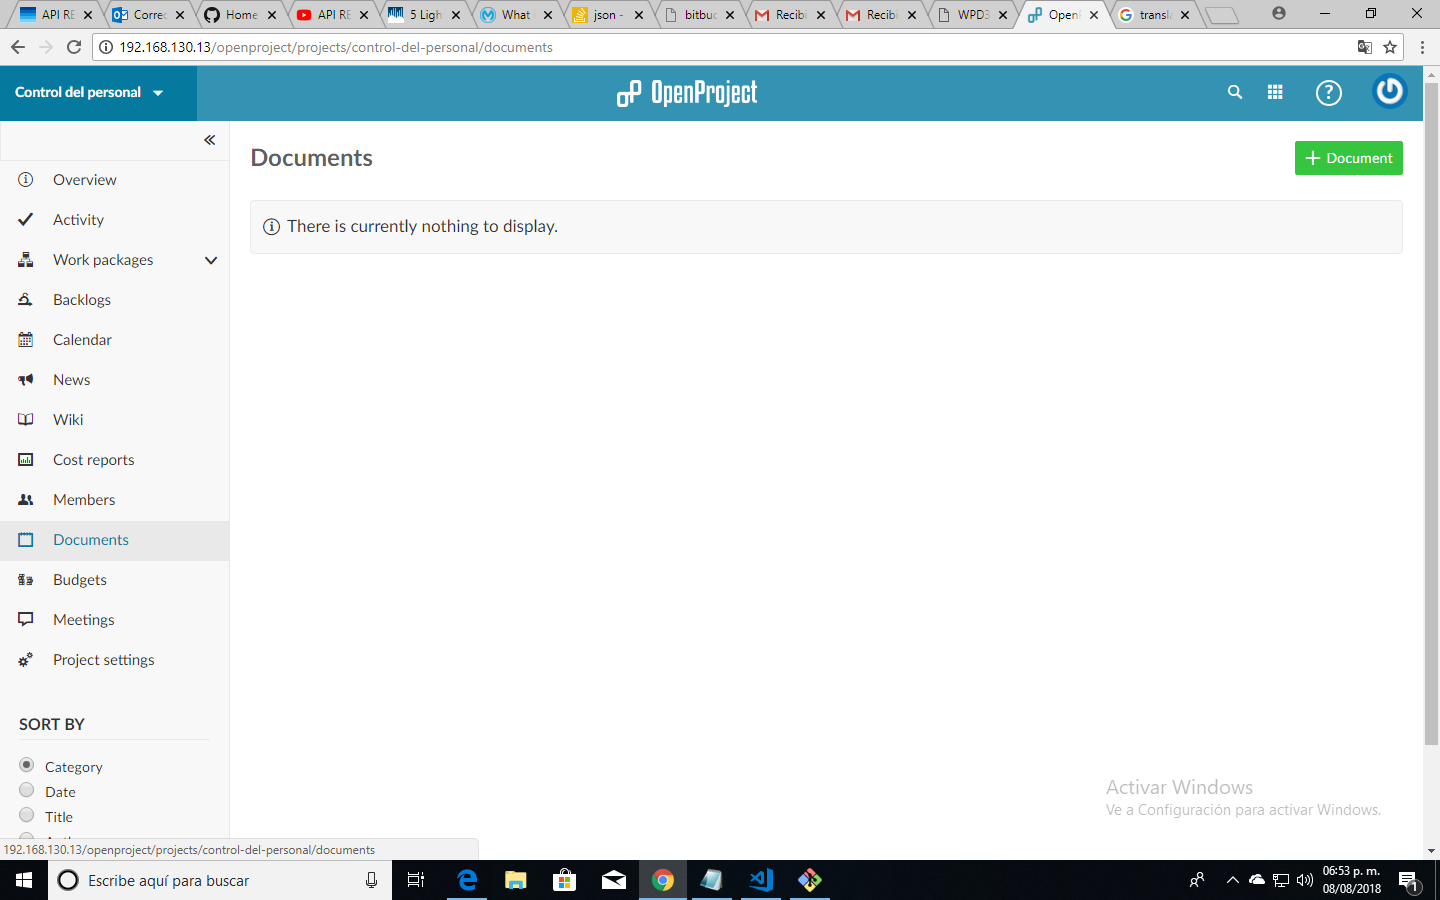 API RE
Correc
Home
API RE
5 Ligh
What
json -
bitbuc
Recibi
Recibi
WPD3
Open
transla
192.168.130.13/openproject/projects/control-del-personal/documents
Control del personal
OpenProject
?
Overview
Activity
Work packages
Backlogs
Calendar
News
Wiki
Cost reports
Members
Documents
Budgets
Meetings
Project settings
SORT BY
Category
Date
Title
Documents
+ Document
There is currently nothing to display.
Activar Windows
Ve a Configuración para activar Windows.
192.168.130.13/openproject/projects/control-del-personal/documents
Escribe aquí para buscar
06:53 p. m.
08/08/2018
1